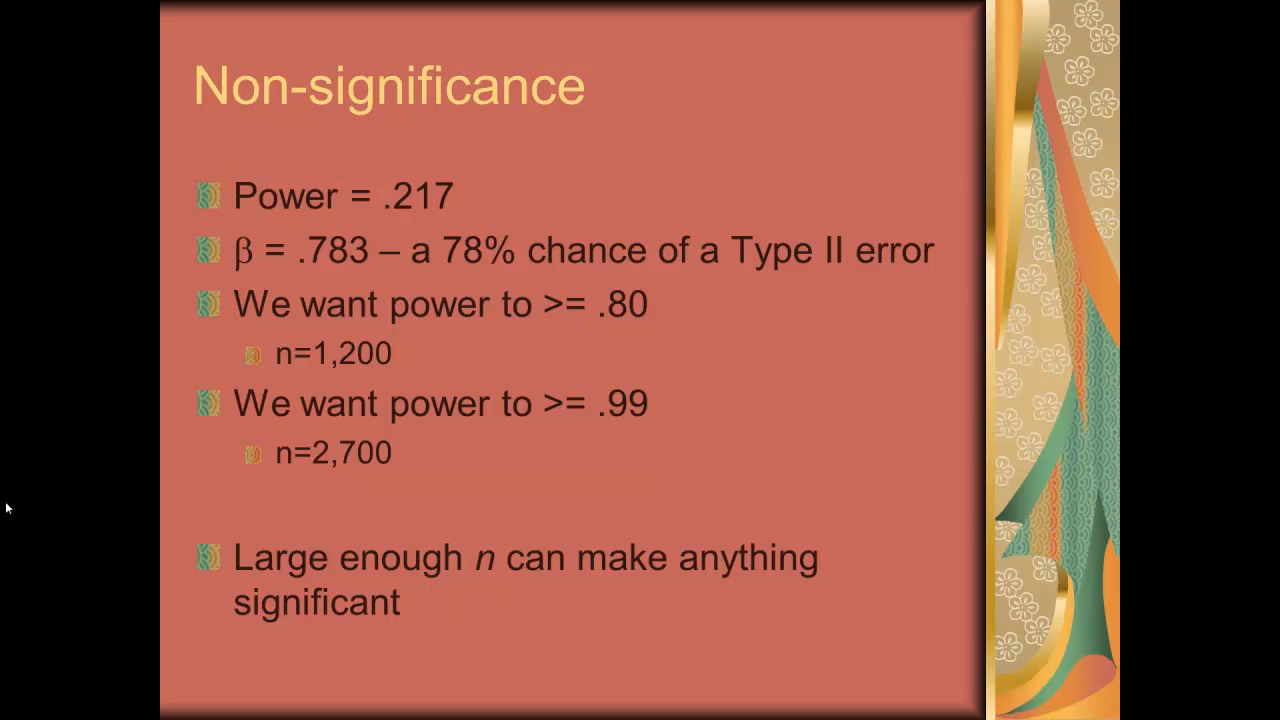 Non-significance
Power = .217
β = .783 – a 78% chance of a Type II error
We want power to >= .80
n=1,200
We want power to >= .99
n=2,700
Large enough n can make anything
significant